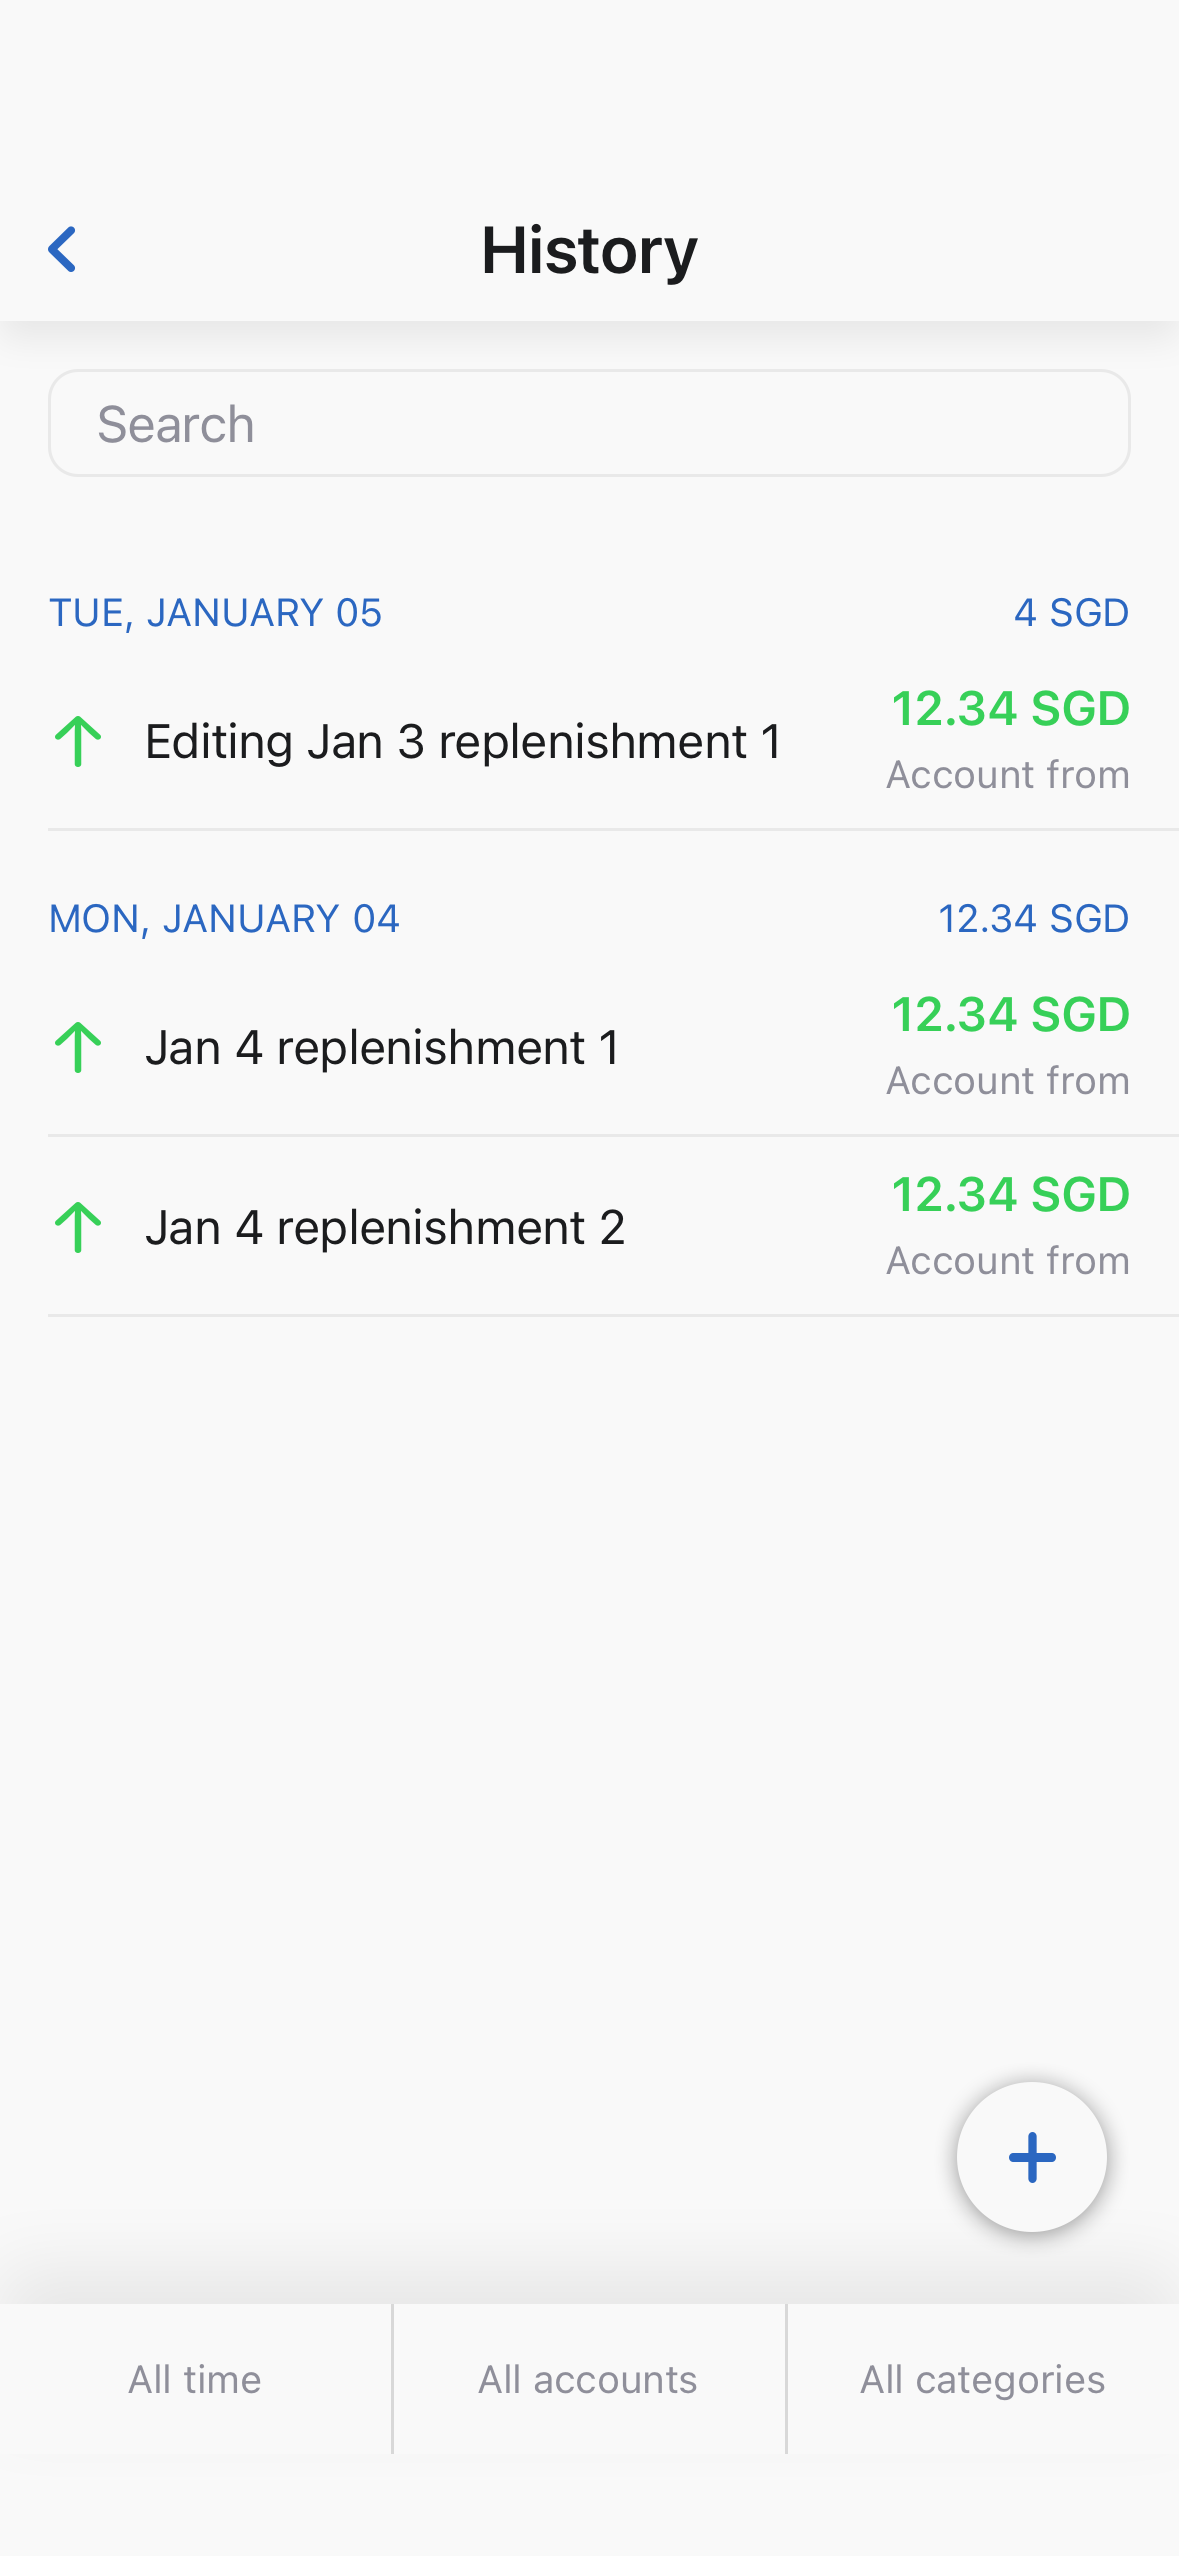 History
Search
TUE, JANUARY 05 4 SGD
Editing Jan 3 replenishment 1 12.34 SGD
Account from
MON, JANUARY 04 12.34 SGD
Jan 4 replenishment 1 12.34 SGD
Account from
Jan 4 replenishment 2 12.34 SGD
Account from
All time All accounts All categories